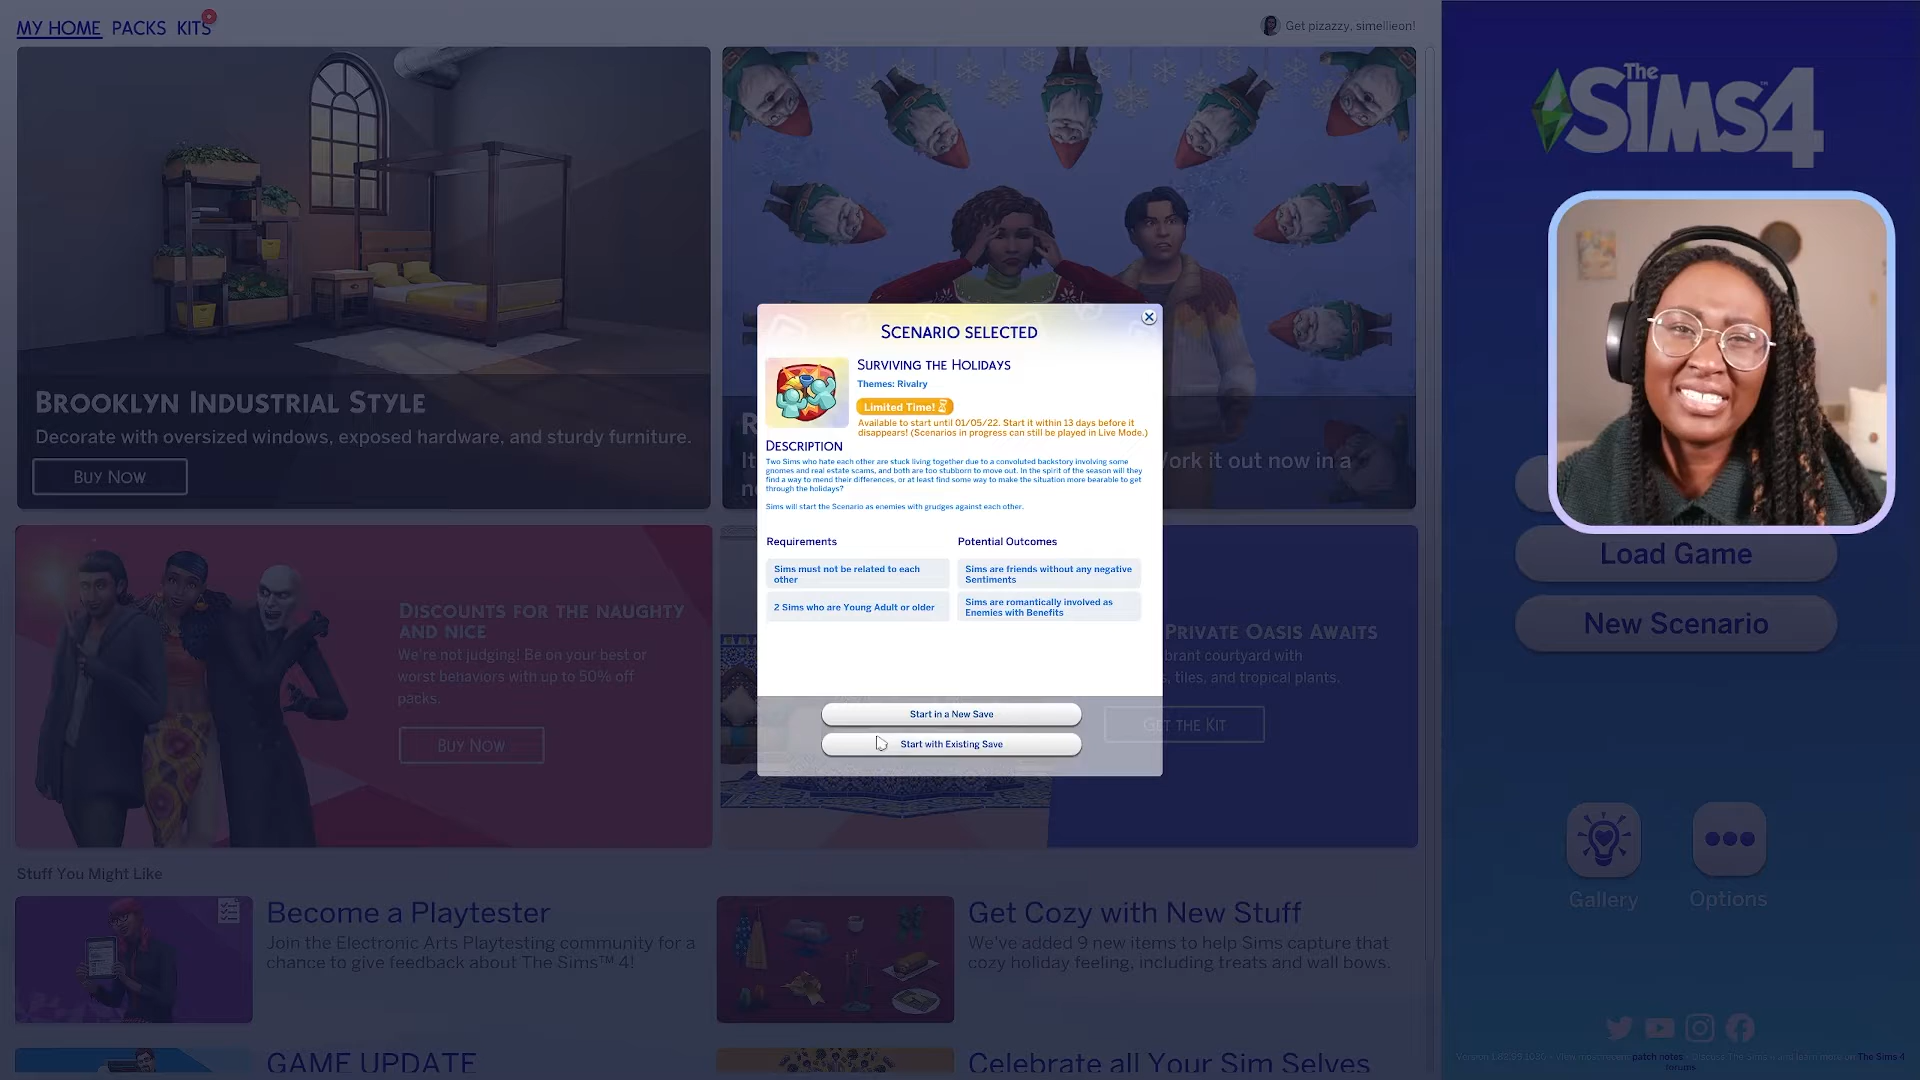 MY HOME PACKS KITS
Get pizazzy, simellieon!
The Sims 4
BROOKLYN INDUSTRIAL STYLE
Decorate with oversized windows, exposed hardware, and sturdy furniture.
BUY NOW
R
It
Work it out now in a
n
SCENARIO SELECTED
SURVIVING THE HOLIDAYS
Themes: Rivalry
Limited Time!
Available to start until 01/05/22. Start it within 13 days before it
disappears! (Scenarios in progress can still be played in Live Mode.)
DESCRIPTION
Two Sims who hate each other are stuck living together due to a convoluted backstory involving some
gnomes and real estate scams, and both are too stubborn to move out. In the spirit of the season will they
find a way to mend their differences, or at least find some way to make the situation more bearable to get
through the holidays?
Sims will start the Scenario as enemies with grudges against each other.
Requirements
Sims must not be related to each
other
2 Sims who are Young Adult or older
Potential Outcomes
Sims are friends without any negative
Sentiments
Sims are romantically involved as
Enemies with Benefits
Start in a New Save
Start with Existing Save
Load Game
New Scenario
Gallery
Options
DISCOUNTS FOR THE NAUGHTY
AND NICE
We're not judging! Be on your best or
worst behaviors with up to 50% off
packs.
BUY NOW
PRIVATE OASIS AWAITS
brant courtyard with
s, tiles, and tropical plants.
GET THE KIT
Stuff You Might Like
Become a Playtester
Join the Electronic Arts Playtesting community for a
chance to give feedback about The Sims™ 4!
Get Cozy with New Stuff
We've added 9 new items to help Sims capture that
cozy holiday feeling, including treats and wall bows.
GAME UPDATE
Celebrate all Your Sim Selves
patch notes
The Sims 4
forums